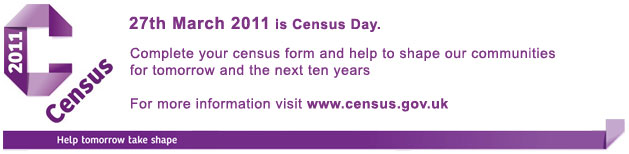 2011
Census
27th March 2011 is Census Day.
Complete your census form and help to shape our communities
for tomorrow and the next ten years
For more information visit www.census.gov.uk
Help tomorrow take shape